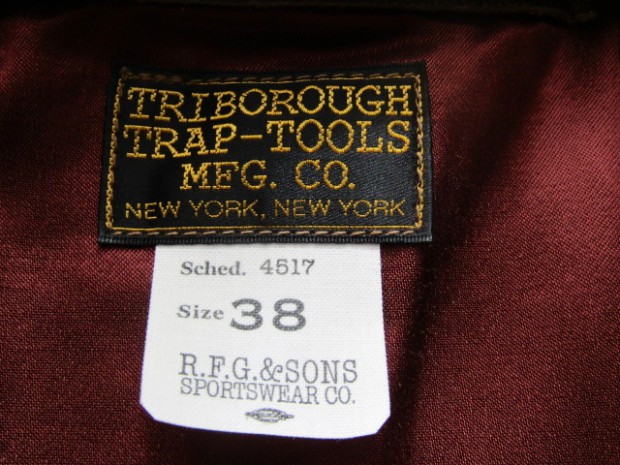 TRIBOROUGH
TRAP-TOOLS
MFG. CO.
NEW YORK, NEW YORK
Sched. 4517
Size 38
R.F.G.&SONS
SPORTSWEAR CO.